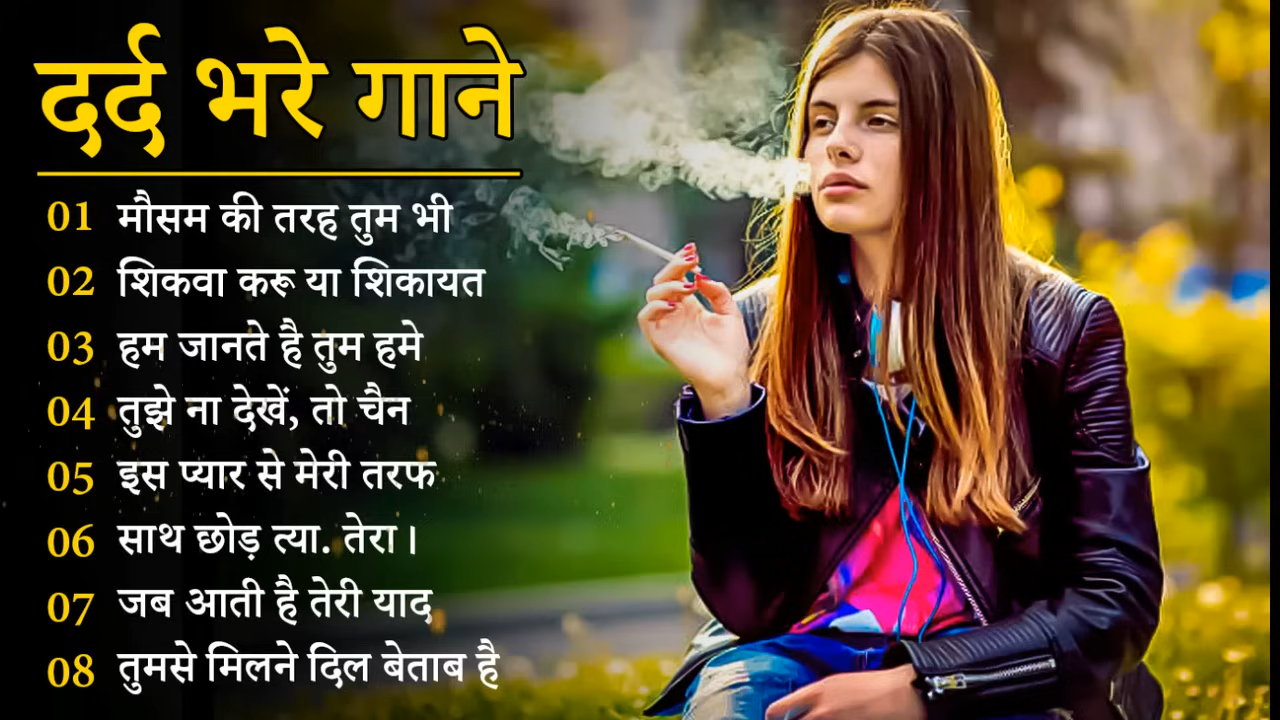 दर्द भरे गाने
01 मौसम की तरह तुम भी
02 शिकवा करू या शिकायत
03 हम जानते है तुम हमे
04 तुझे ना देखें, तो चैन
05 इस प्यार से मेरी तरफ
06 साथ छोड़ त्या. तेरा।
07 जब आती है तेरी याद
08 तुमसे मिलने दिल बेताब है